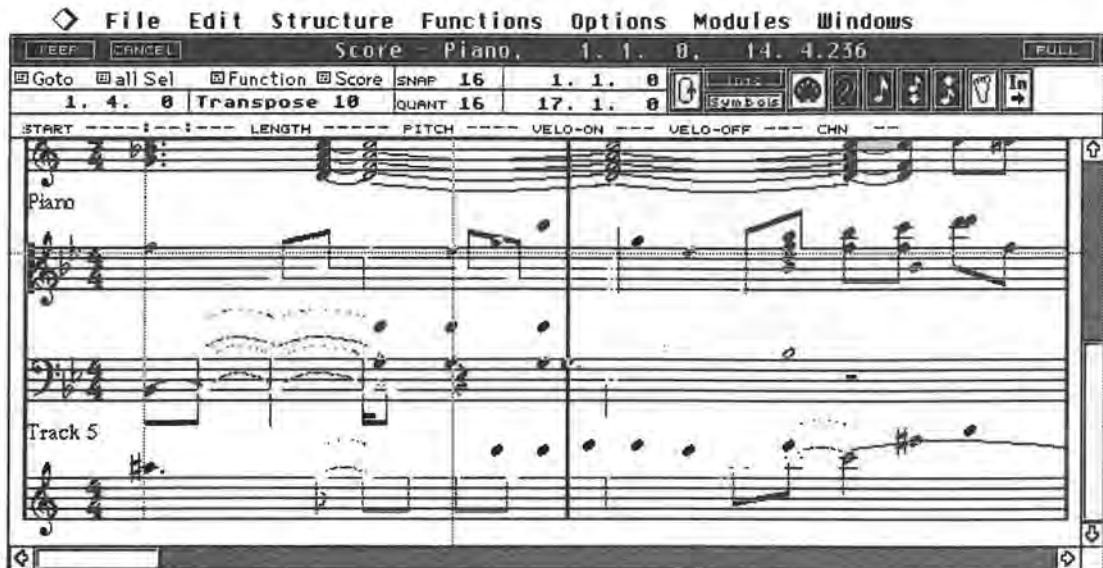 File Edit Structure Functions Options Modules Windows
KEEP CANCEL Score - Piano, 1. 1. 0, 14. 4.236 FULL
Goto all Sel Function Score SNAP 16 1. 1. 0 Ins In
1. 4. 0 Transpose 10 QUANT 16 17. 1. 0 Symbols
START ----:--:--- LENGTH ----- PITCH ---- VELO-ON --- VELO-OFF --- CHN --
Piano
Track 5